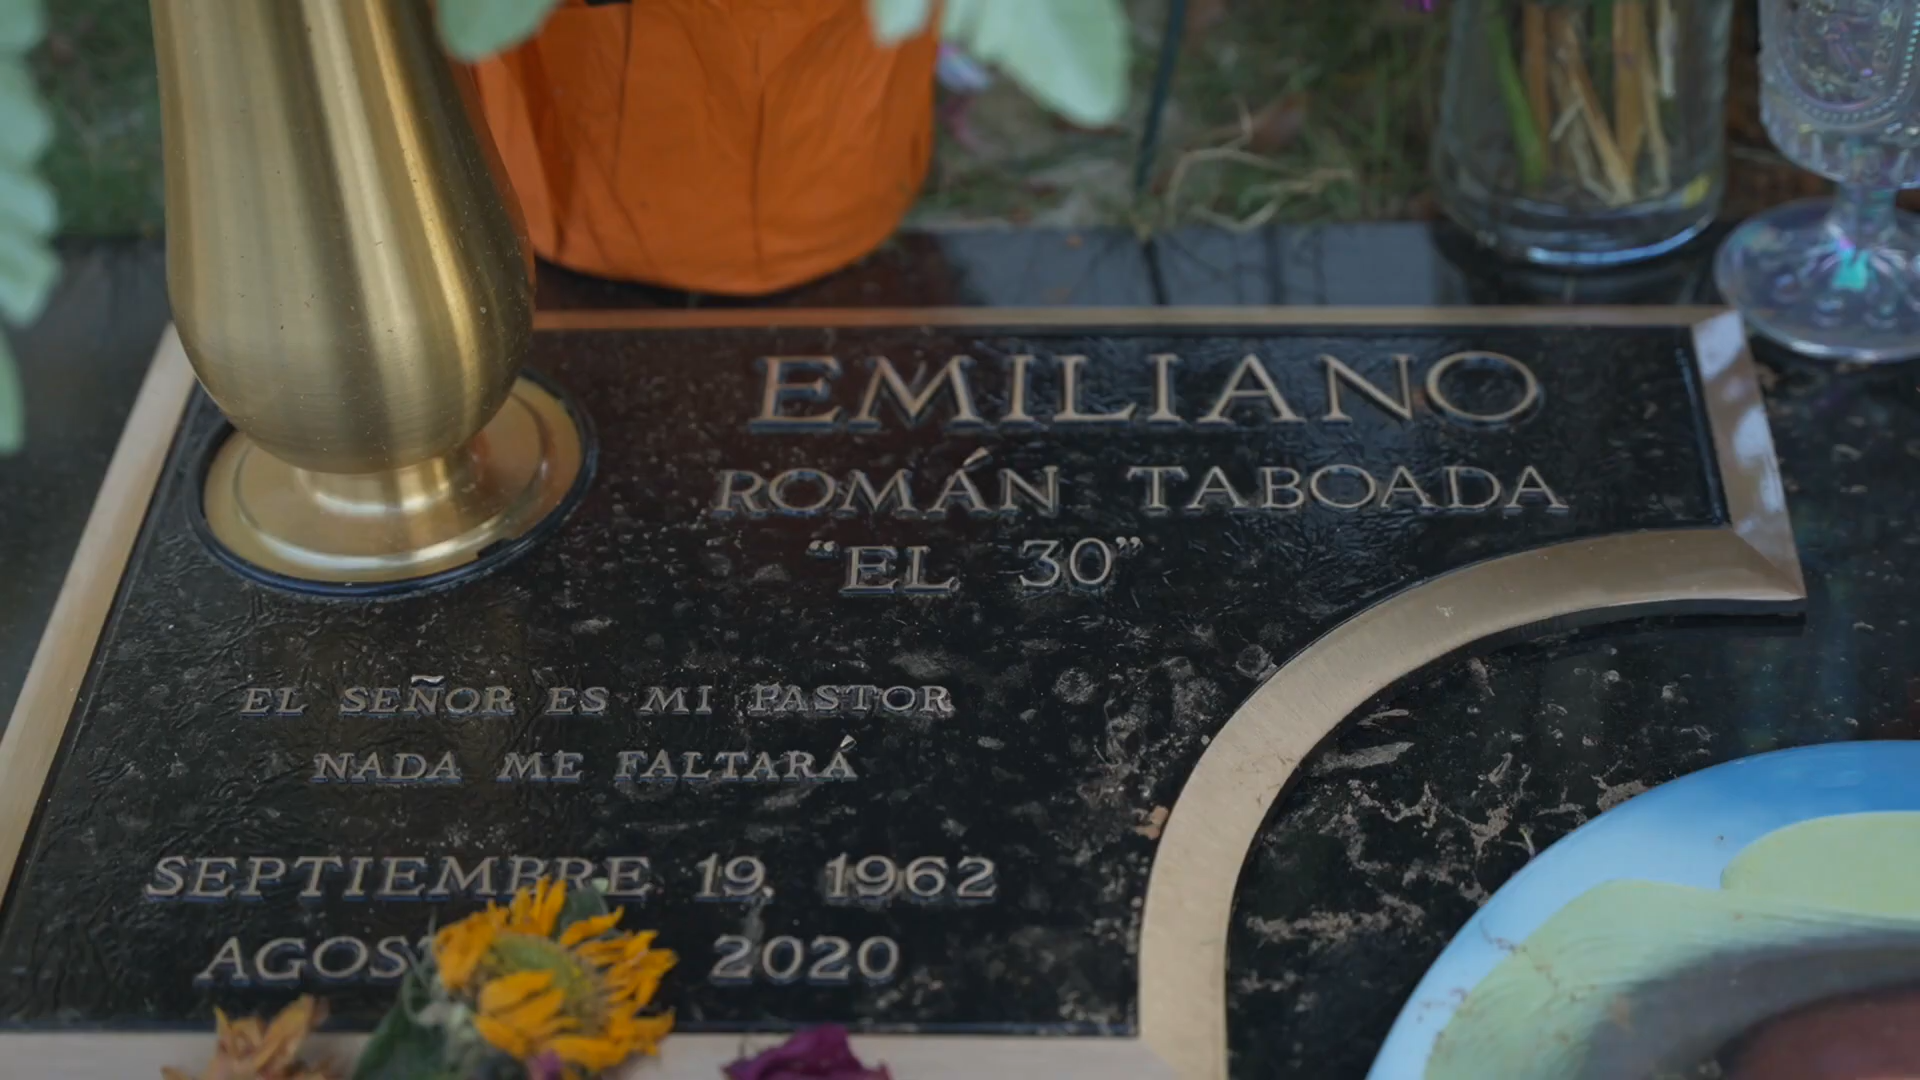 EMILIANO
ROMÁN TABOADA
“EL 30”
EL SEÑOR ES MI PASTOR
NADA ME FALTARÁ
SEPTIEMBRE 19, 1962
2020